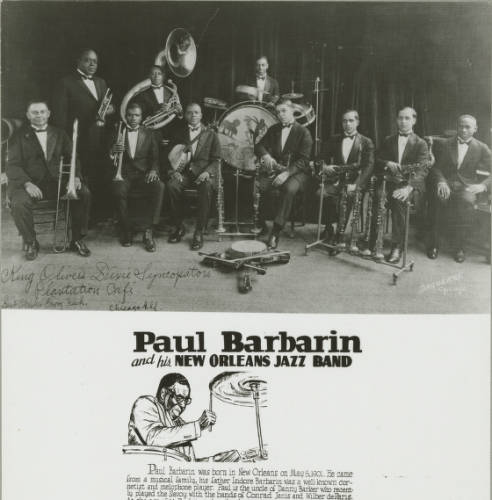 King Oliver's Dixie Syncopators
Plantation Cafe
Chicago Ill.
Paul Barbarin
and his NEW ORLEANS JAZZ BAND
Paul Barbarin was born in New Orleans on May 5, 1901. He came
from a musical family, his father Isidore Barbarin was a well known cor-
netist and melophone player. Paul is the uncle of Danny Barker who recent-
ly played the Savoy with the bands of Conrad Janis and Wilber deParis.